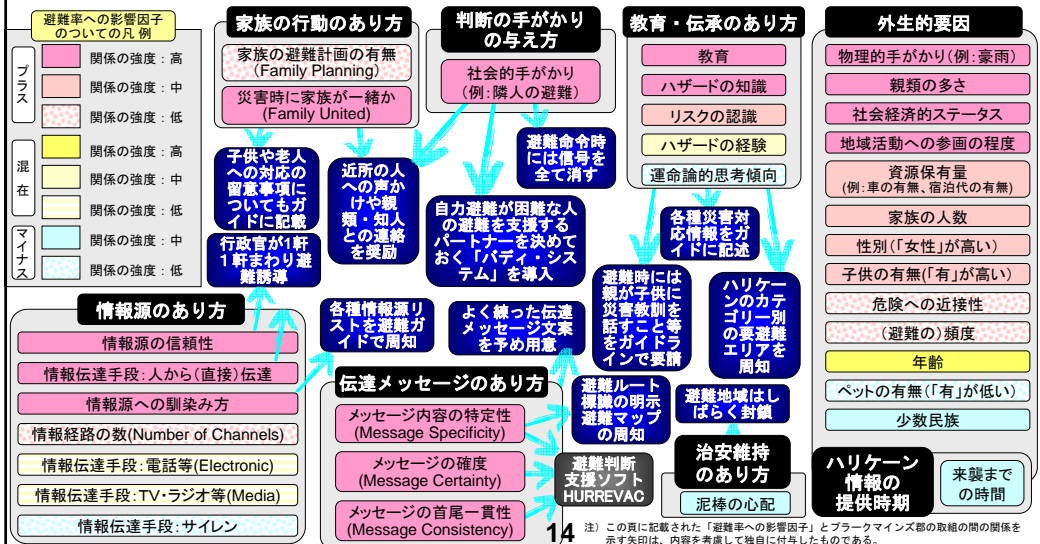 避難率への影響因子
のついての凡 例
プラス
関係の強度：高
関係の強度：中
関係の強度：低
混在
関係の強度：高
関係の強度：中
関係の強度：低
マイナス
関係の強度：中
関係の強度：低
家族の行動のあり方
家族の避難計画の有無
(Family Planning)
災害時に家族が一緒か
(Family United)
判断の手がかり
の与え方
社会的手がかり
(例：隣人の避難)
教育・伝承のあり方
教育
ハザードの知識
リスクの認識
ハザードの経験
運命論的思考傾向
外生的要因
物理的手がかり(例：豪雨)
親類の多さ
社会経済的ステータス
地域活動への参画の程度
資源保有量
(例：車の有無、宿泊代の有無)
家族の人数
性別(「女性」が高い)
子供の有無(「有」が高い)
危険への近接性
(避難の)頻度
年齢
ペットの有無(「有」が低い)
少数民族
子供や老人
への対応の
留意事項に
ついてもガ
イドに記載
行政官が1軒
1軒まわり避
難誘導
近所の人
への声か
けや親
類・知人
との連絡
を奨励
避難命令時
には信号を
全て消す
自力避難が困難な人
の避難を支援する
パートナーを決めて
おく「バディ・シス
テム」を導入
各種災害対
応情報をガ
イドに記述
避難時には
親が子供に
災害教訓を
話すこと等
をガイドラ
インで要請
ハリケー
ンのカテ
ゴリー別
の要避難
エリアを
周知
各種情報源リ
ストを避難ガ
イドで周知
よく練った伝達
メッセージ文案
を予め用意
避難ルート
標識の明示
避難マップ
の周知
避難地域はし
ばらく封鎖
情報源のあり方
情報源の信頼性
情報伝達手段：人から(直接)伝達
情報源への馴染み方
情報経路の数(Number of Channels)
情報伝達手段：電話等(Electronic)
情報伝達手段：TV・ラジオ等(Media)
情報伝達手段：サイレン
伝達メッセージのあり方
メッセージ内容の特定性
(Message Specificity)
メッセージの確度
(Message Certainty)
メッセージの首尾一貫性
(Message Consistency)
避難判断
支援ソフト
HURREVAC
治安維持
のあり方
泥棒の心配
ハリケーン
情報の
提供時期
来襲まで
の時間
14
注）この頁に記載された「避難率への影響因子」とプラークマインズ郡の取組の間の関係を
示す矢印は、内容を考慮して独自に付与したものである。